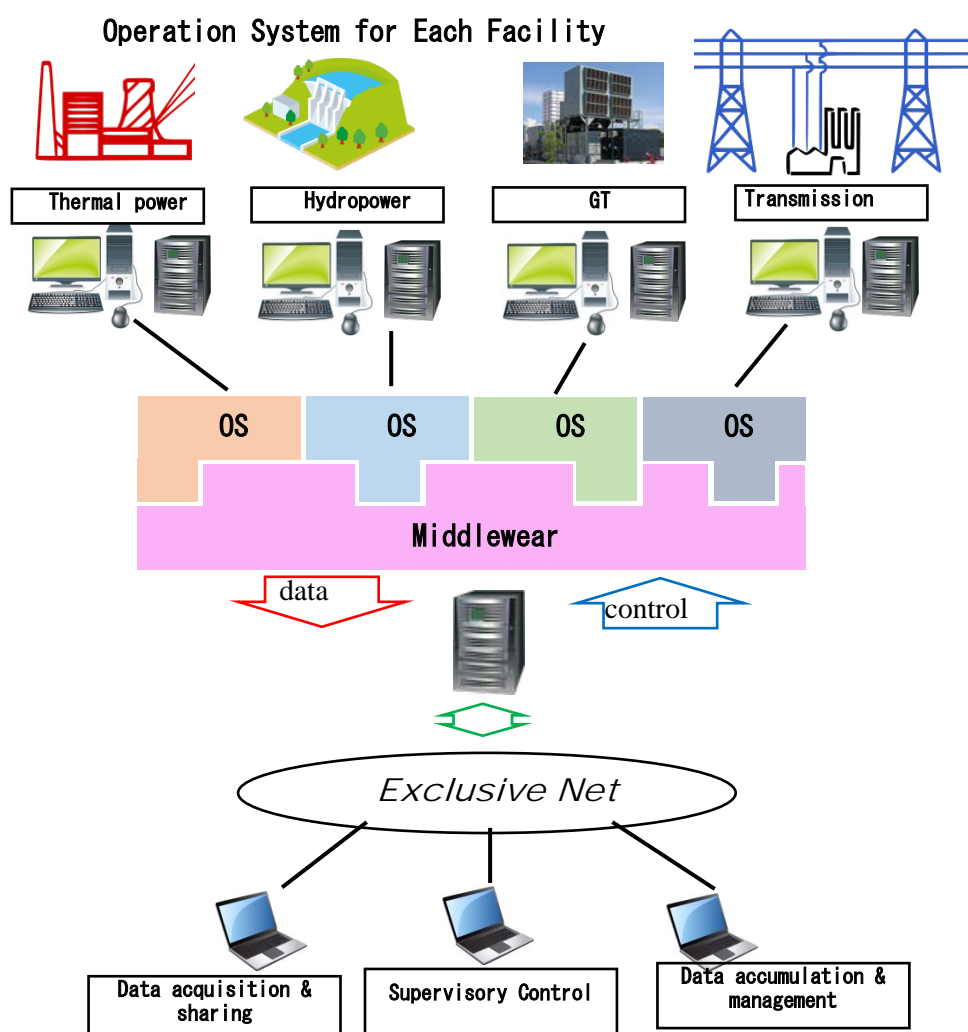 Operation System for Each Facility
Thermal power
Hydropower
GT
Transmission
OS
OS
OS
OS
Middlewear
data
control
Exclusive Net
Data acquisition &
sharing
Supervisory Control
Data accumulation &
management